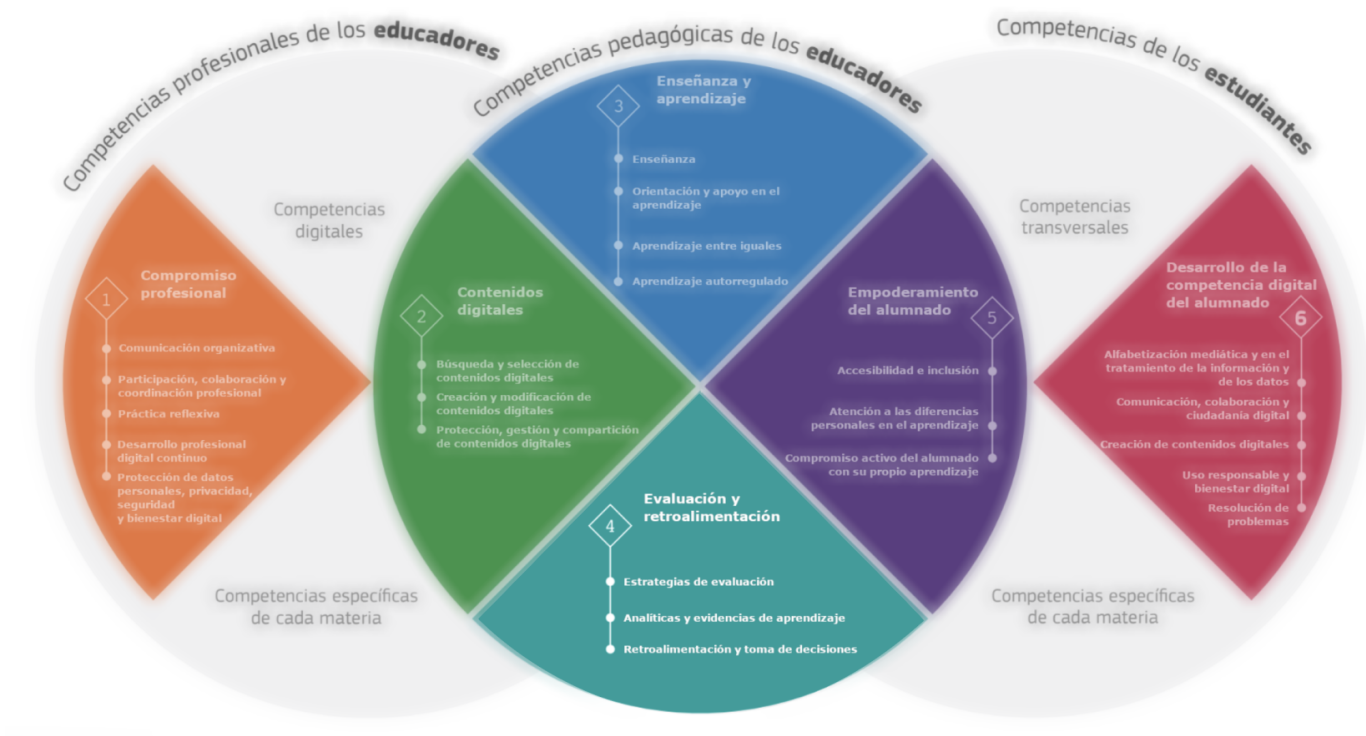 Competencias profesionales de los educadores
Competencias pedagógicas de los educadores
Competencias de los estudiantes
Competencias
digitales
Competencias
transversales
Competencias específicas
de cada materia
Competencias específicas
de cada materia
1
Compromiso
profesional
Comunicación organizativa
Participación, colaboración y
coordinación profesional
Práctica reflexiva
Desarrollo profesional
digital continuo
Protección de datos
personales, privacidad,
seguridad
y bienestar digital
2
Contenidos
digitales
Búsqueda y selección de
contenidos digitales
Creación y modificación de
contenidos digitales
Protección, gestión y compartición
de contenidos digitales
3
Enseñanza y
aprendizaje
Enseñanza
Orientación y apoyo en el
aprendizaje
Aprendizaje entre iguales
Aprendizaje autorregulado
4
Evaluación y
retroalimentación
Estrategias de evaluación
Analíticas y evidencias de aprendizaje
Retroalimentación y toma de decisiones
5
Empoderamiento
del alumnado
Accesibilidad e inclusión
Atención a las diferencias
personales en el aprendizaje
Compromiso activo del alumnado
con su propio aprendizaje
6
Desarrollo de la
competencia digital
del alumnado
Alfabetización mediática y en el
tratamiento de la información y
de los datos
Comunicación, colaboración y
ciudadanía digital
Creación de contenidos digitales
Uso responsable y
bienestar digital
Resolución de
problemas